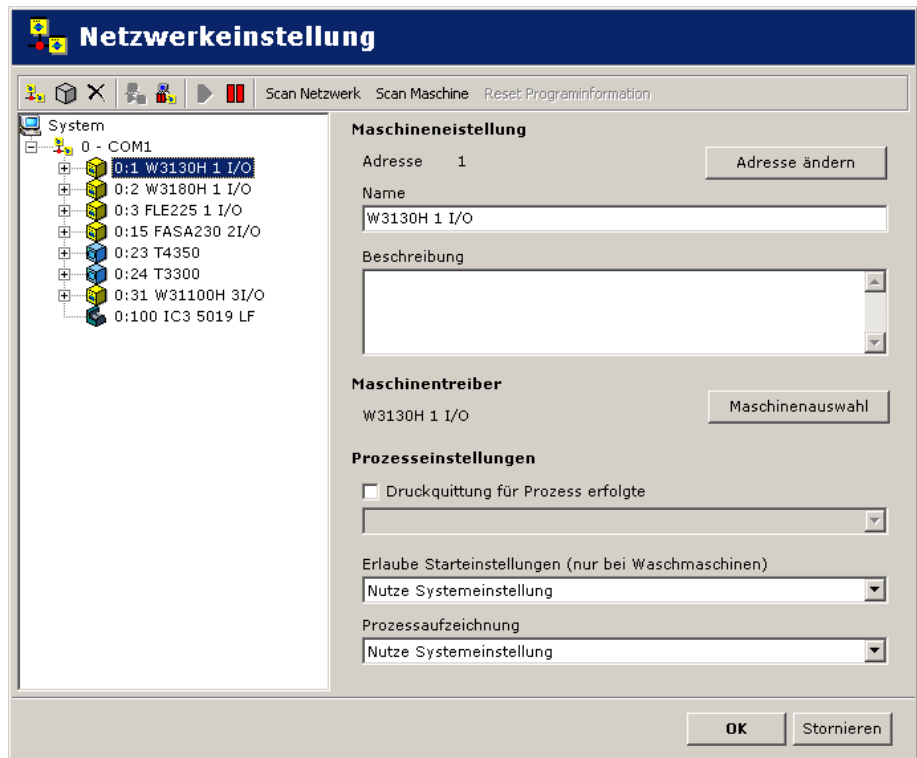 Netzwerkeinstellung
Scan Netzwerk Scan Maschine Reset Programinformation
System
0 - COM1
0:1 W3130H 1 I/O
0:2 W3180H 1 I/O
0:3 FLE225 1 I/O
0:15 FASA230 2I/O
0:23 T4350
0:24 T3300
0:31 W31100H 3I/O
0:100 IC3 5019 LF
Maschineneistellung
Adresse 1 Adresse ändern
Name
W3130H 1 I/O
Beschreibung
Maschinentreiber
W3130H 1 I/O Maschinenauswahl
Prozesseinstellungen
Druckquittung für Prozess erfolgte
Erlaube Starteinstellungen (nur bei Waschmaschinen)
Nutze Systemeinstellung
Prozessaufzeichnung
Nutze Systemeinstellung
OK Stornieren